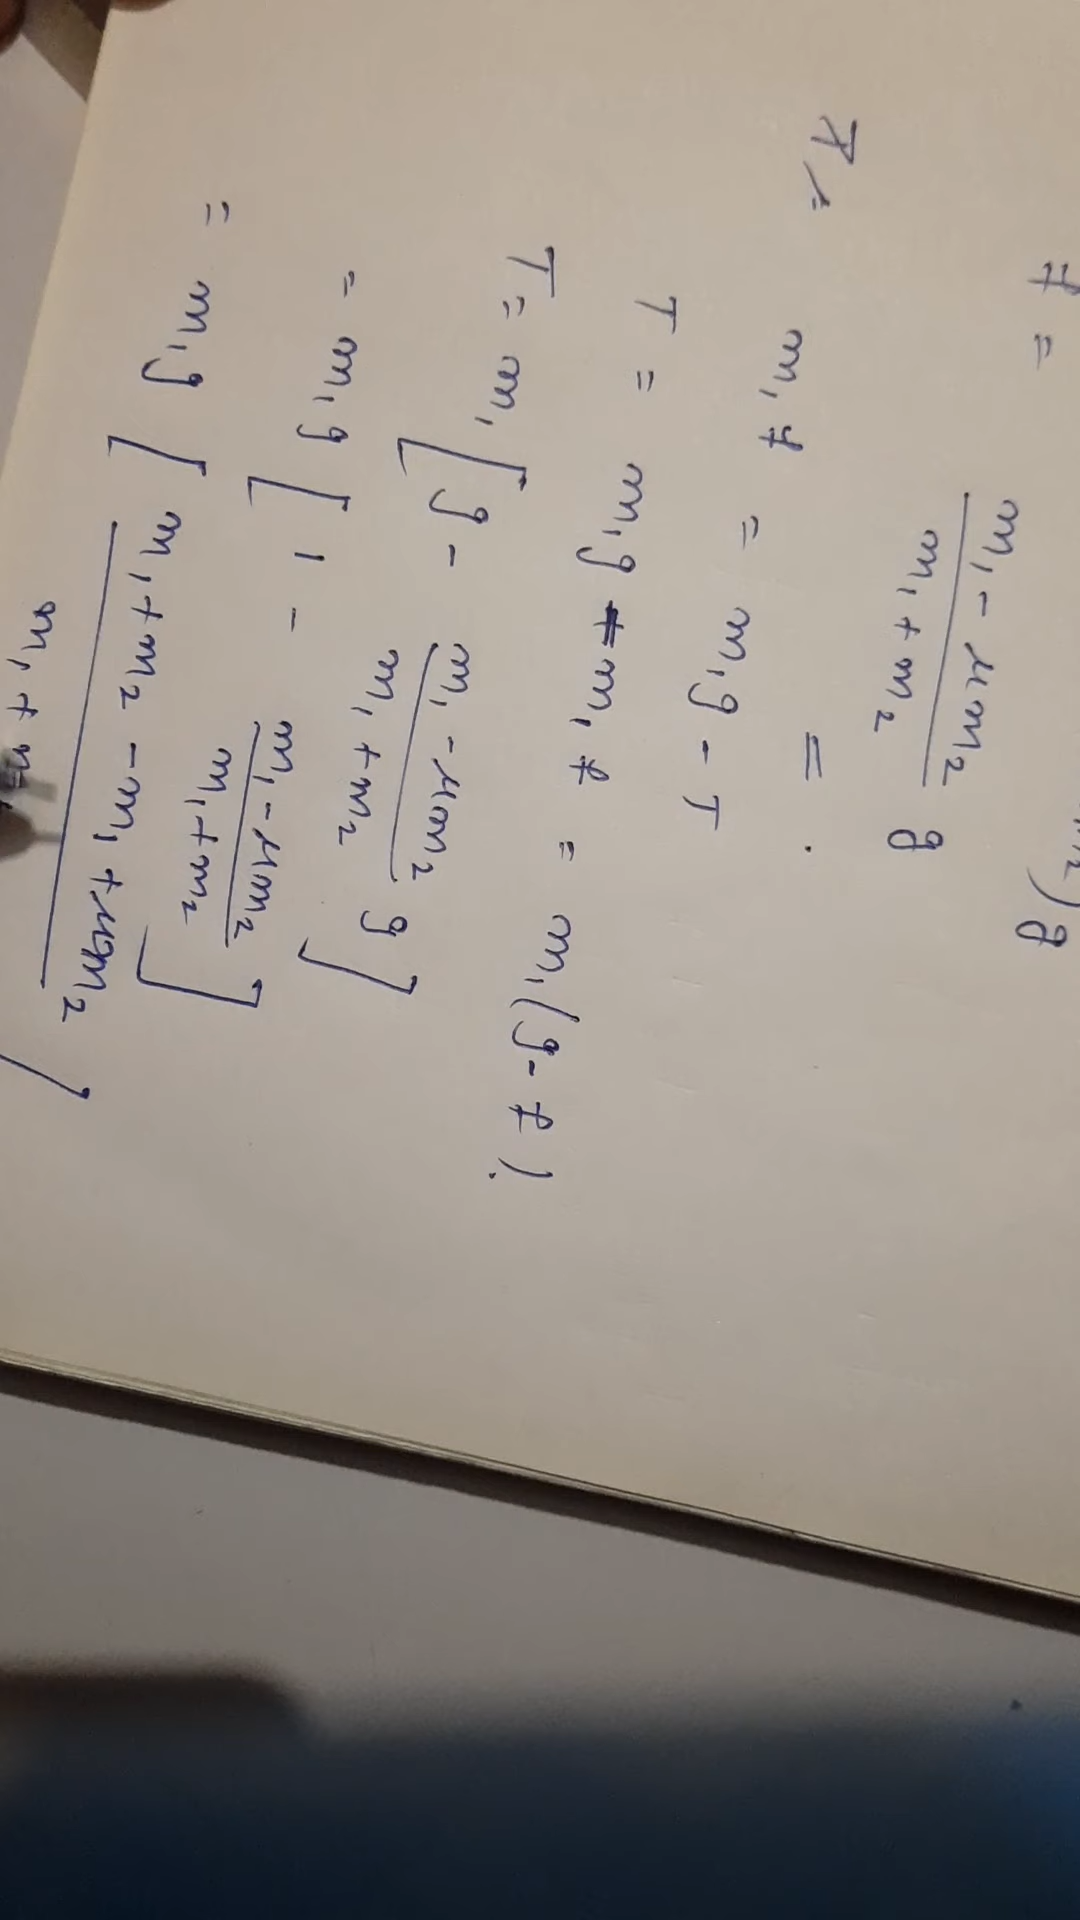 m₂) g
f = (m₁ - μm₂)/(m₁ + m₂) g
=
m₁f = m₁g - T
T = m₁g - m₁f = m₁(g - f).
T = m₁[g - (m₁ - μm₂)/(m₁ + m₂) g]
= m₁g [1 - (m₁ - μm₂)/(m₁ + m₂)]
= m₁g [(m₁ + m₂ - m₁ + μm₂)/(m₁ +]